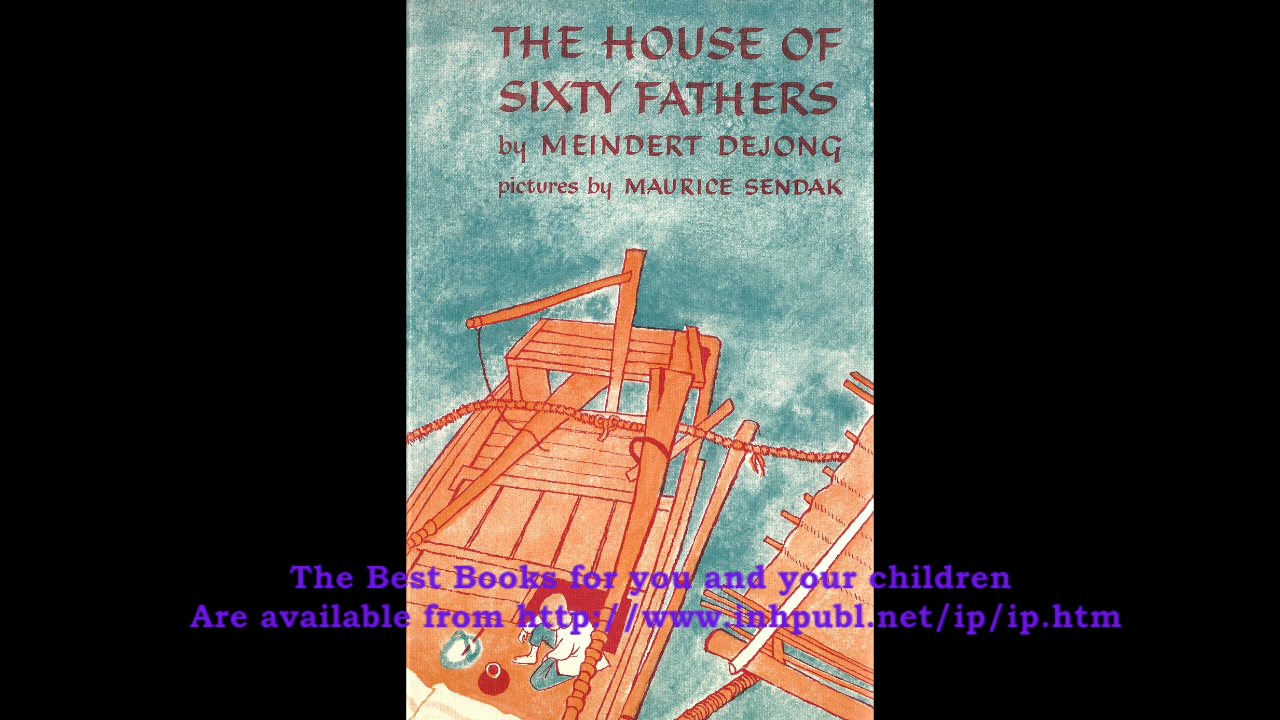 THE HOUSE OF
SIXTY FATHERS
by MEINDERT DEJONG
pictures by MAURICE SENDAK
The Best Books for you and your children
Are available from http://www.inhpubl.net/ip/ip.htm